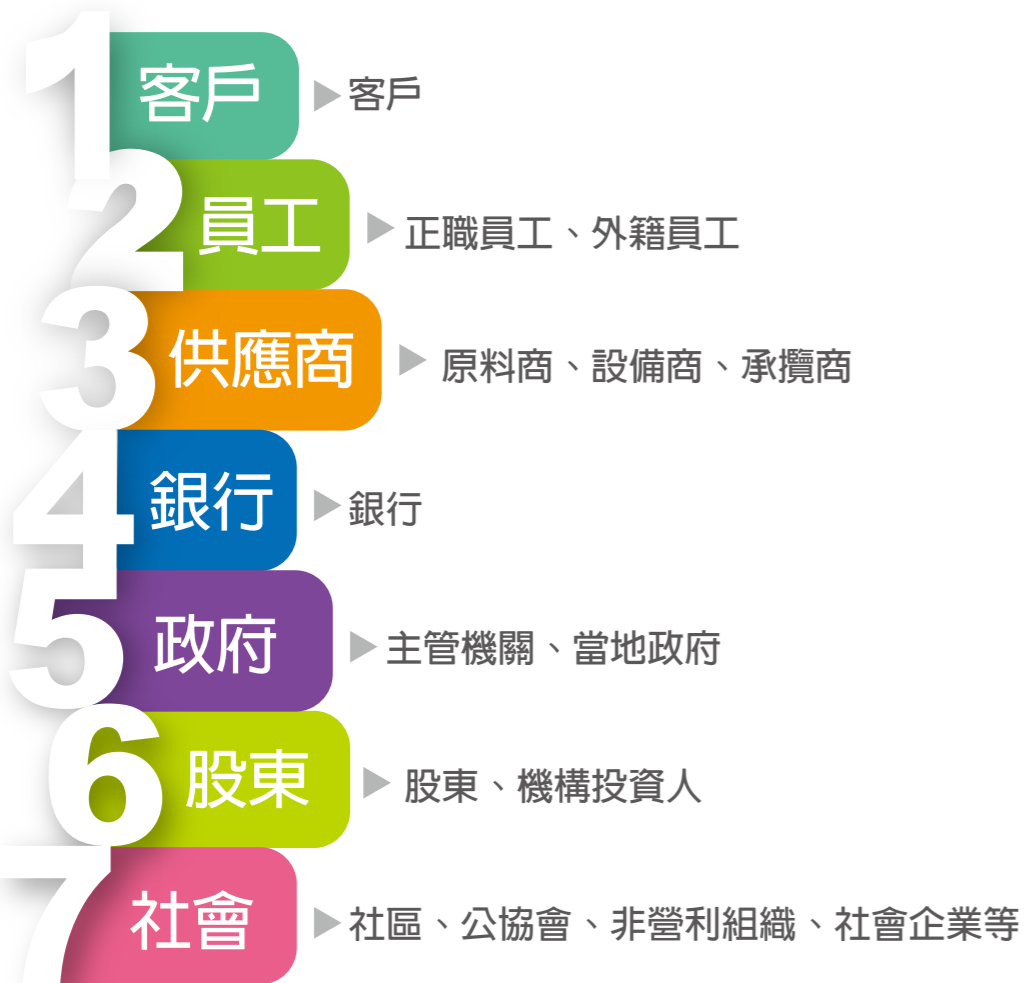 1 客戶 ▶客戶
2 員工 ▶正職員工、外籍員工
3 供應商 ▶原料商、設備商、承攬商
4 銀行 ▶銀行
5 政府 ▶主管機關、當地政府
6 股東 ▶股東、機構投資人
7 社會 ▶社區、公協會、非營利組織、社會企業等